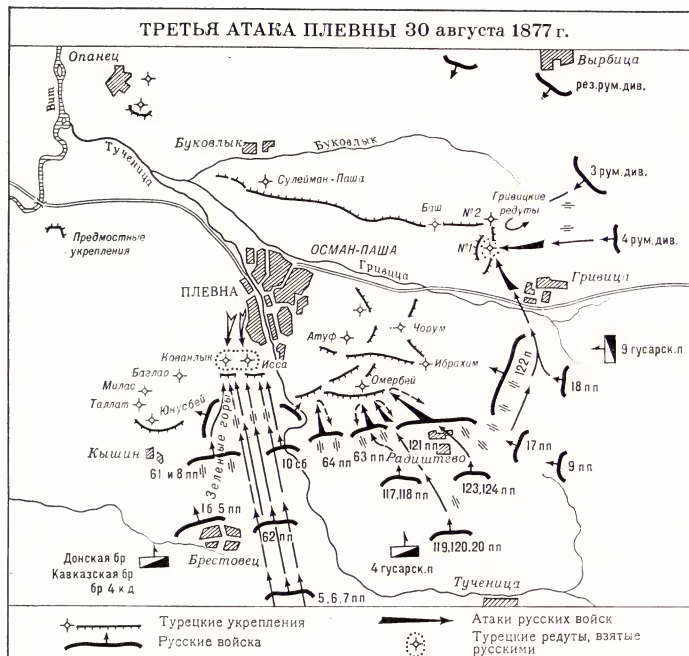 ТРЕТЬЯ АТАКА ПЛЕВНЫ 30 августа 1877 г.
Опанец
Вырбица
рез.рум.див.
Вит
Буковлык
Буковлык
Тученица
Сулейман-Паша
3 рум. див.
Гривицкие
редуты
Баш
№2
№1
4 рум. див.
Предмостные
укрепления
ОСМАН-ПАША
Гривица
Гривица
ПЛЕВНА
Атуф
Чорум
9 гусарск.п
Кованлык
Исса
Ибрахим
Баглар
Милас
Таллат
Юнусбей
Омербей
122 п
18 пп
Зеленые горы
Кышин
61 и 8 пп
10 сб
64 пп
63 пп
121 пп
Радиштево
17 пп
9 пп
117,118 пп
123,124 пп
1б 5 пп
62 пп
119,120.20 пп
Брестовец
Донская бр
Кавказская бр
бр 4 к д
4 гусарск.п
Тученица
5,6,7 пп
Турецкие укрепления
Русские войска
Атаки русских войск
Турецкие редуты, взятые
русскими